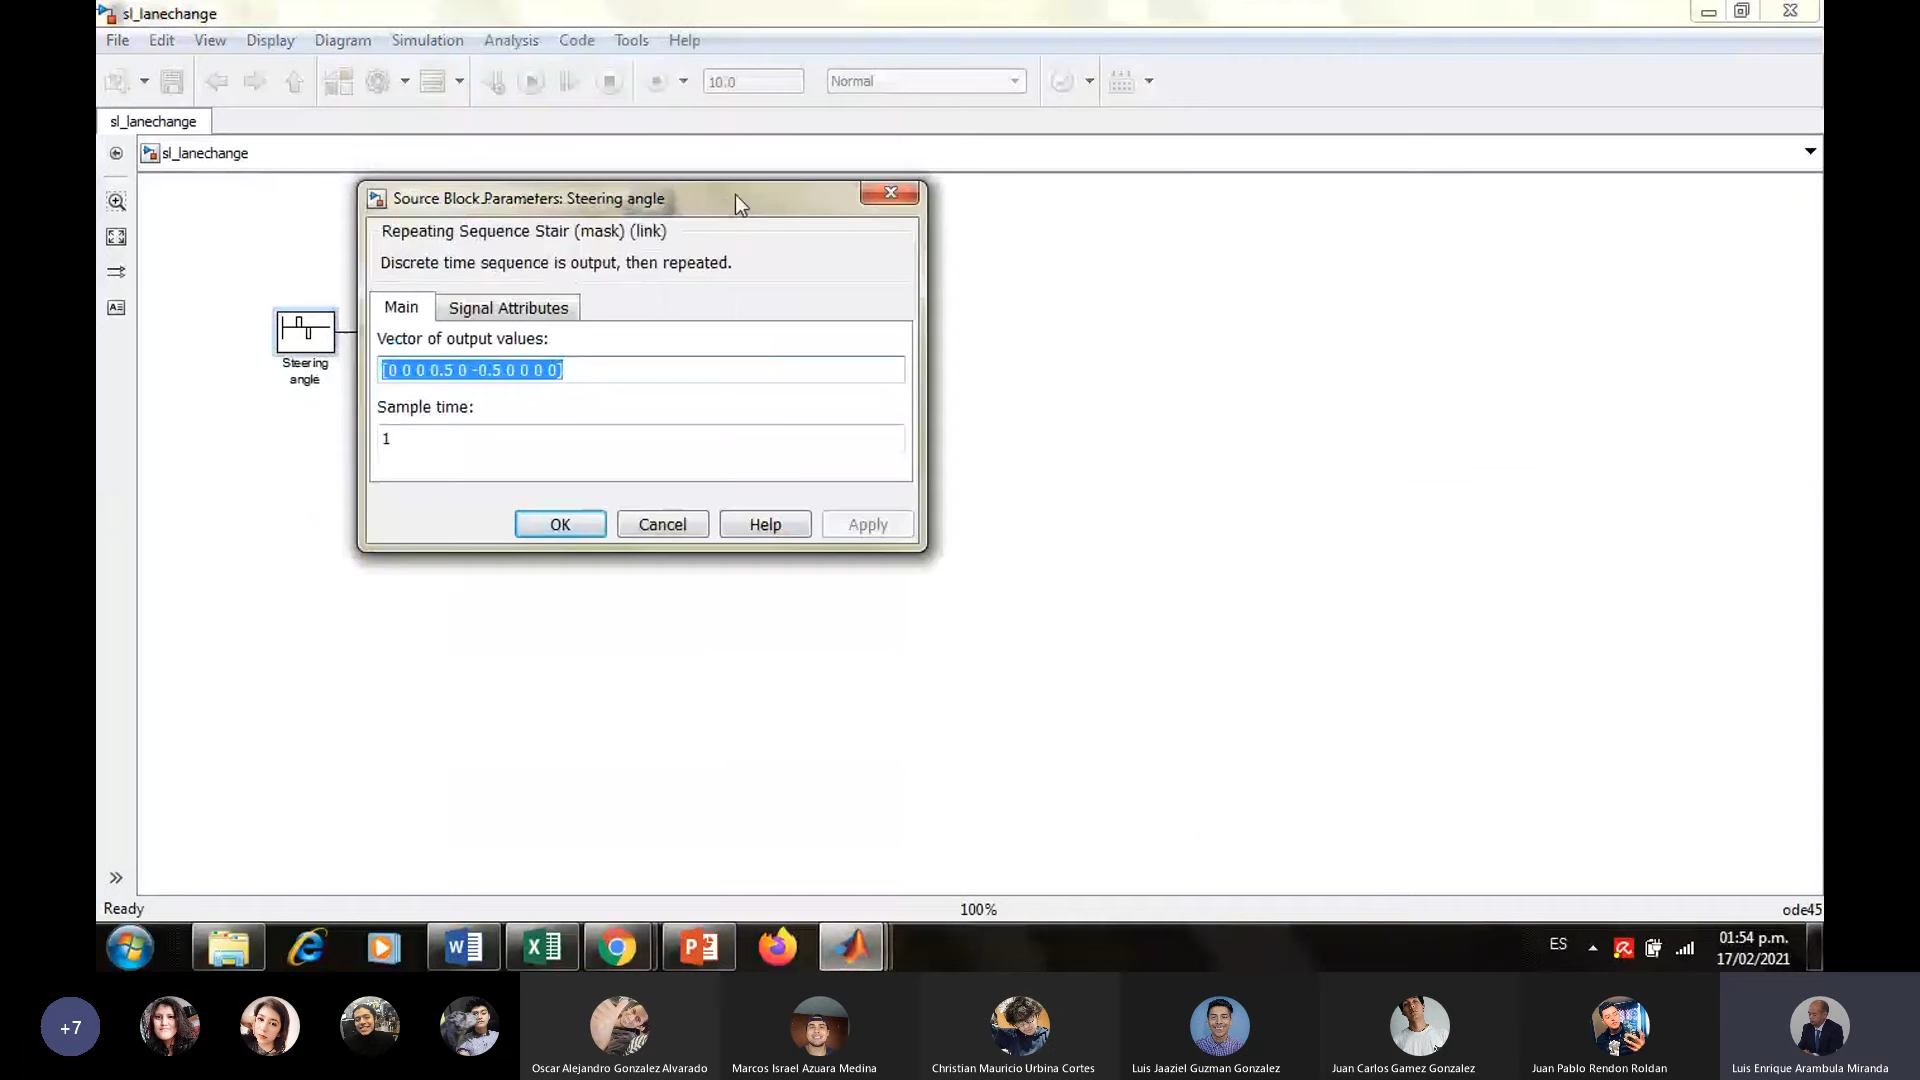 sl_lanechange
File Edit View Display Diagram Simulation Analysis Code Tools Help
10.0 Normal
sl_lanechange
sl_lanechange
Source Block Parameters: Steering angle
Repeating Sequence Stair (mask) (link)
Discrete time sequence is output, then repeated.
Main Signal Attributes
Vector of output values:
[0 0 0 0.5 0 -0.5 0 0 0 0]
Sample time:
1
OK Cancel Help Apply
Steering
angle
Ready 100% ode45
ES 01:54 p.m.
17/02/2021
+7
Oscar Alejandro Gonzalez Alvarado Marcos Israel Azuara Medina Christian Mauricio Urbina Cortes Luis Jaaziel Guzman Gonzalez Juan Carlos Gamez Gonzalez Juan Pablo Rendon Roldan Luis Enrique Arambula Miranda